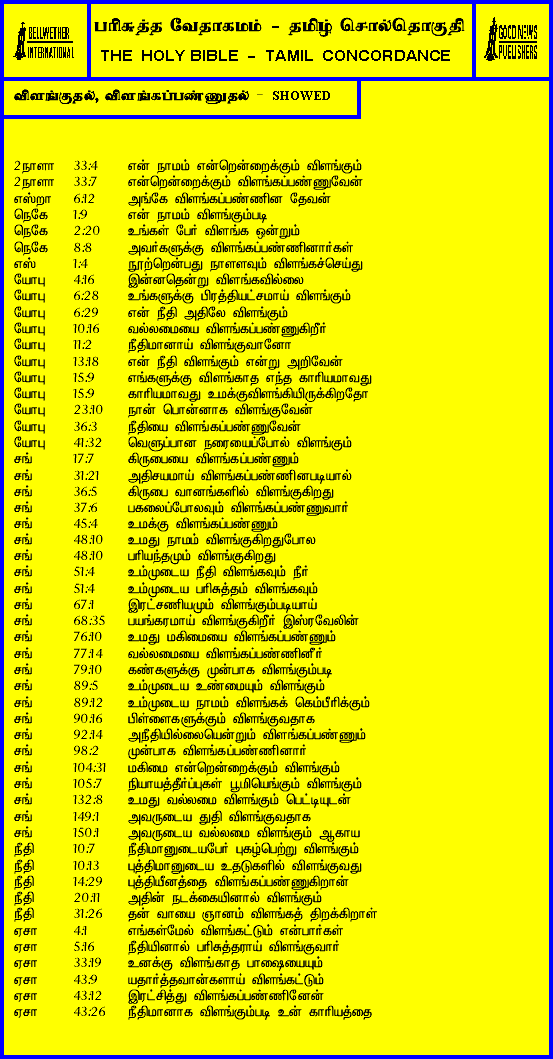 BELLWETHER
INTERNATIONAL
பரிசுத்த வேதாகமம் - தமிழ் சொல்தொகுதி
THE HOLY BIBLE - TAMIL CONCORDANCE
GOOD NEWS
PUBLISHERS
விளங்குதல், விளங்கப்பண்ணுதல் - SHOWED
2நாளா 33:4 என் நாமம் என்றென்றைக்கும் விளங்கும்
2நாளா 33:7 என்றென்றைக்கும் விளங்கப்பண்ணுவேன்
எஸ்றா 6:12 அங்கே விளங்கப்பண்ணின தேவன்
நெகே 1:9 என் நாமம் விளங்கும்படி
நெகே 2:20 உங்கள் பேர் விளங்க ஒன்றும்
நெகே 8:8 அவர்களுக்கு விளங்கப்பண்ணினார்கள்
எஸ் 1:4 நூற்றென்பது நாளளவும் விளங்கச்செய்து
யோபு 4:16 இன்னதென்று விளங்கவில்லை
யோபு 6:28 உங்களுக்கு பிரத்தியட்சமாய் விளங்கும்
யோபு 6:29 என் நீதி அதிலே விளங்கும்
யோபு 10:16 வல்லமையை விளங்கப்பண்ணுகிறீர்
யோபு 11:2 நீதிமானாய் விளங்குவானோ
யோபு 13:18 என் நீதி விளங்கும் என்று அறிவேன்
யோபு 15:9 எங்களுக்கு விளங்காத எந்த காரியமாவது
யோபு 15:9 காரியமாவது உமக்குவிளங்கியிருக்கிறதோ
யோபு 23:10 நான் பொன்னாக விளங்குவேன்
யோபு 36:3 நீதியை விளங்கப்பண்ணுவேன்
யோபு 41:32 வெளுப்பான நரையைப்போல் விளங்கும்
சங் 17:7 கிருபையை விளங்கப்பண்ணும்
சங் 31:21 அதிசயமாய் விளங்கப்பண்ணினபடியால்
சங் 36:5 கிருபை வானங்களில் விளங்குகிறது
சங் 37:6 பகலைப்போலவும் விளங்கப்பண்ணுவார்
சங் 45:4 உமக்கு விளங்கப்பண்ணும்
சங் 48:10 உமது நாமம் விளங்குகிறதுபோல
சங் 48:10 பரியந்தமும் விளங்குகிறது
சங் 51:4 உம்முடைய நீதி விளங்கவும் நீர்
சங் 51:4 உம்முடைய பரிசுத்தம் விளங்கவும்
சங் 67:1 இரட்சணியமும் விளங்கும்படியாய்
சங் 68:35 பயங்கரமாய் விளங்குகிறீர் இஸ்ரவேலின்
சங் 76:10 உமது மகிமையை விளங்கப்பண்ணும்
சங் 77:14 வல்லமையை விளங்கப்பண்ணினீர்
சங் 79:10 கண்களுக்கு முன்பாக விளங்கும்படி
சங் 89:5 உம்முடைய உண்மையும் விளங்கும்
சங் 89:12 உம்முடைய நாமம் விளங்கக் கெம்பீரிக்கும்
சங் 90:16 பிள்ளைகளுக்கும் விளங்குவதாக
சங் 92:14 அநீதியில்லையென்றும் விளங்கப்பண்ணும்
சங் 98:2 முன்பாக விளங்கப்பண்ணினார்
சங் 104:31 மகிமை என்றென்றைக்கும் விளங்கும்
சங் 105:7 நியாயத்தீர்ப்புகள் பூமியெங்கும் விளங்கும்
சங் 132:8 உமது வல்லமை விளங்கும் பெட்டியுடன்
சங் 149:1 அவருடைய துதி விளங்குவதாக
சங் 150:1 அவருடைய வல்லமை விளங்கும் ஆகாய
நீதி 10:7 நீதிமானுடையபேர் புகழ்பெற்று விளங்கும்
நீதி 10:13 புத்திமானுடைய உதடுகளில் விளங்குவது
நீதி 14:29 புத்தியீனத்தை விளங்கப்பண்ணுகிறான்
நீதி 20:11 அதின் நடக்கையினால் விளங்கும்
நீதி 31:26 தன் வாயை ஞானம் விளங்கத் திறக்கிறாள்
ஏசா 4:1 எங்கள்மேல் விளங்கட்டும் என்பார்கள்
ஏசா 5:16 நீதியினால் பரிசுத்தராய் விளங்குவார்
ஏசா 33:19 உனக்கு விளங்காத பாஷையையும்
ஏசா 43:9 யதார்த்தவான்களாய் விளங்கட்டும்
ஏசா 43:12 இரட்சித்து விளங்கப்பண்ணினேன்
ஏசா 43:26 நீதிமானாக விளங்கும்படி உன் காரியத்தை